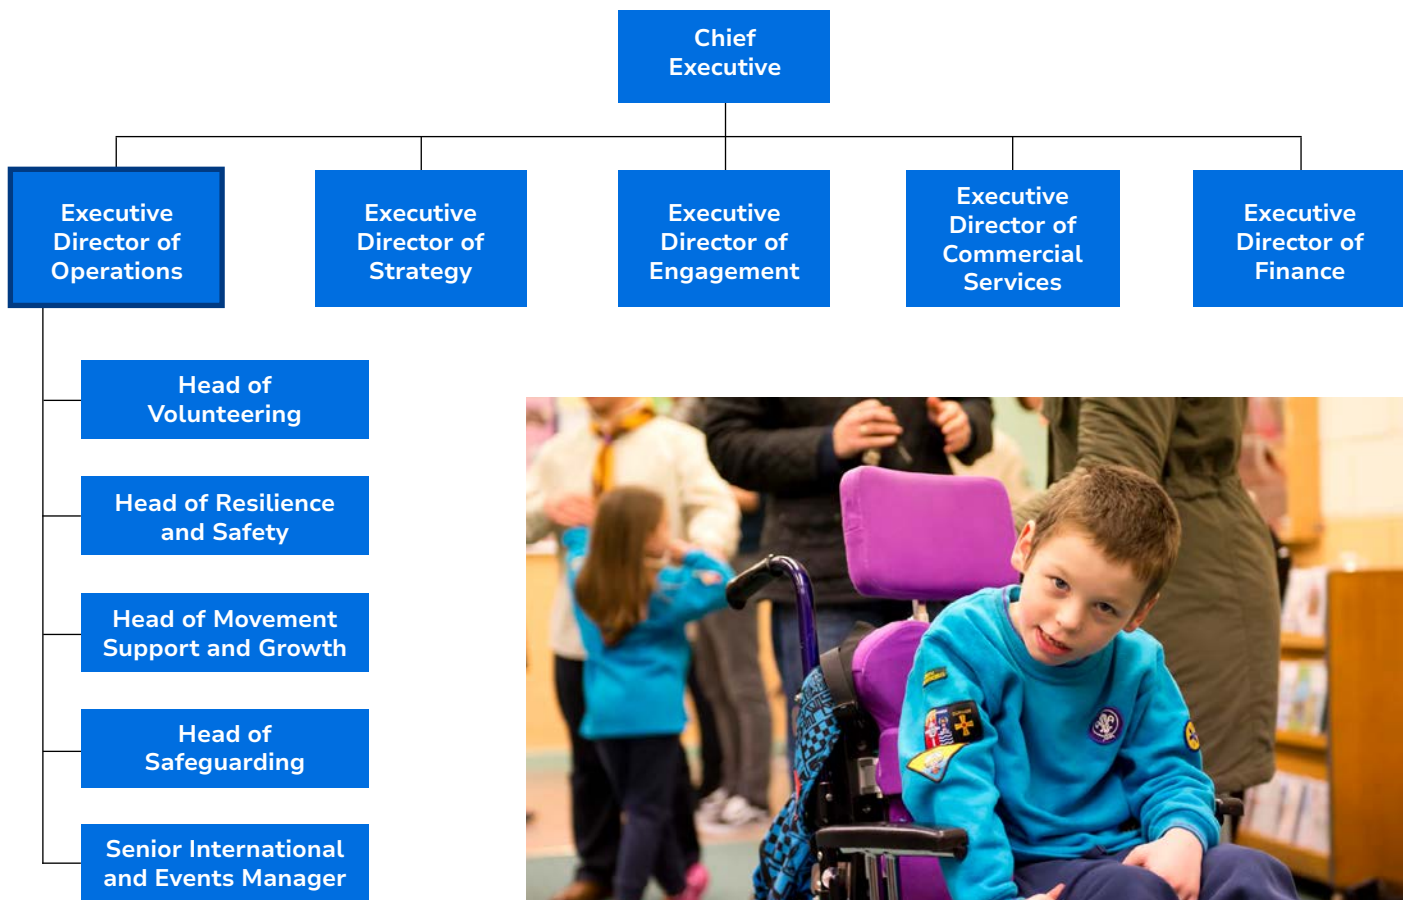 Chief
Executive
Executive
Director of
Operations
Executive
Director of
Strategy
Executive
Director of
Engagement
Executive
Director of
Commercial
Services
Executive
Director of
Finance
Head of
Volunteering
Head of Resilience
and Safety
Head of Movement
Support and Growth
Head of
Safeguarding
Senior International
and Events Manager